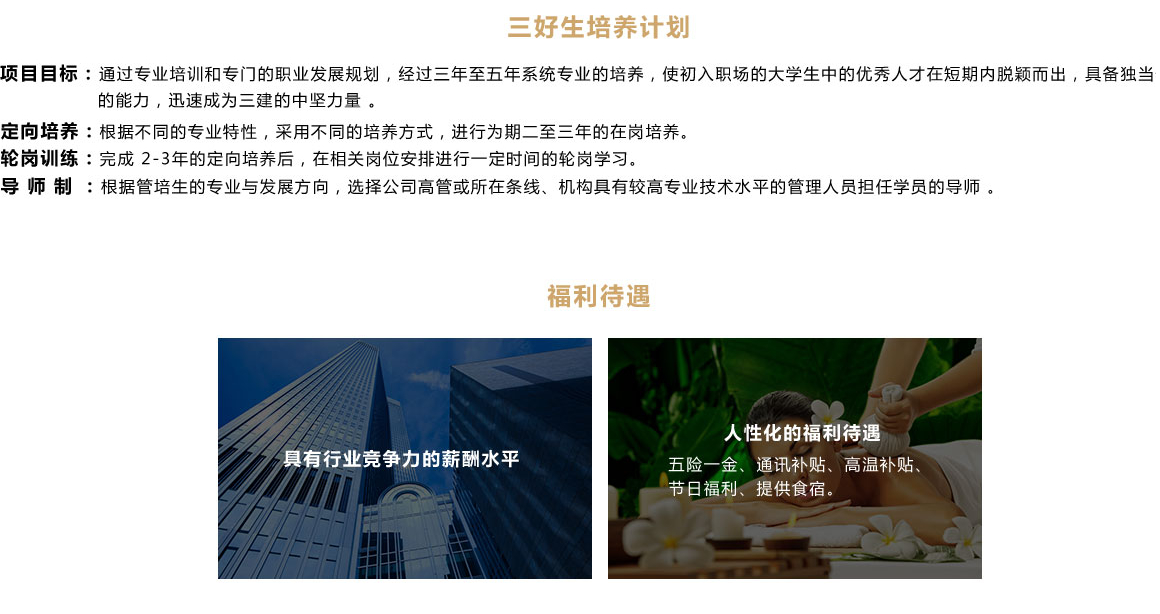 三好生培养计划
项目目标：通过专业培训和专门的职业发展规划，经过三年至五年系统专业的培养，使初入职场的大学生中的优秀人才在短期内脱颖而出，具备独当
的能力，迅速成为三建的中坚力量 。
定向培养：根据不同的专业特性，采用不同的培养方式，进行为期二至三年的在岗培养。
轮岗训练：完成 2-3年的定向培养后，在相关岗位安排进行一定时间的轮岗学习。
导 师 制 ：根据管培生的专业与发展方向，选择公司高管或所在条线、机构具有较高专业技术水平的管理人员担任学员的导师 。
福利待遇
具有行业竞争力的薪酬水平
人性化的福利待遇
五险一金、通讯补贴、高温补贴、
节日福利、提供食宿。